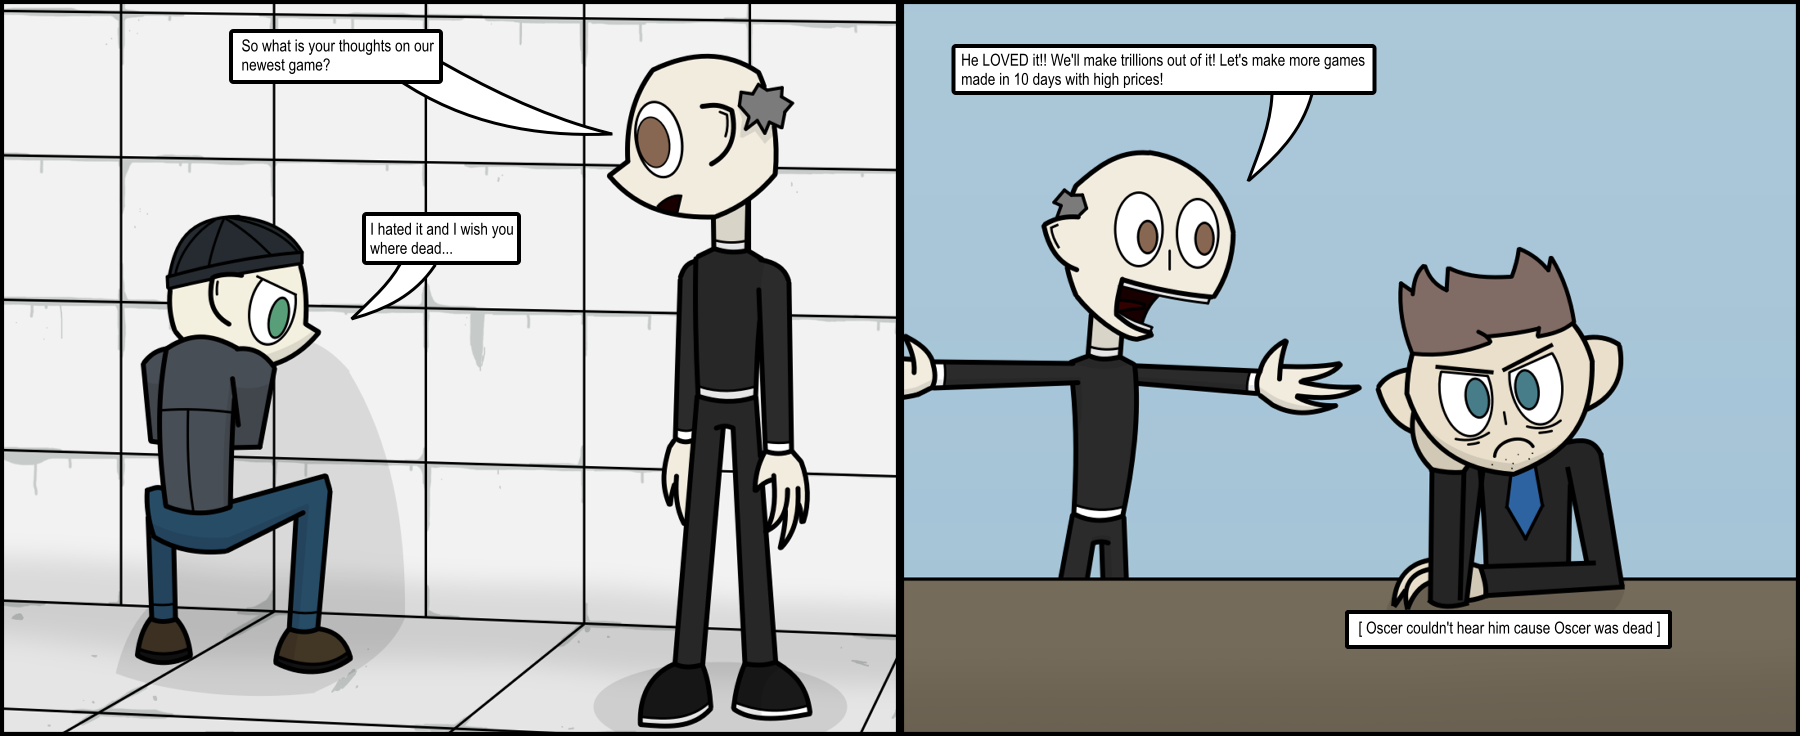 So what is your thoughts on our
newest game?
I hated it and I wish you
where dead...
He LOVED it!! We'll make trillions out of it! Let's make more games
made in 10 days with high prices!
[ Oscer couldn't hear him cause Oscer was dead ]